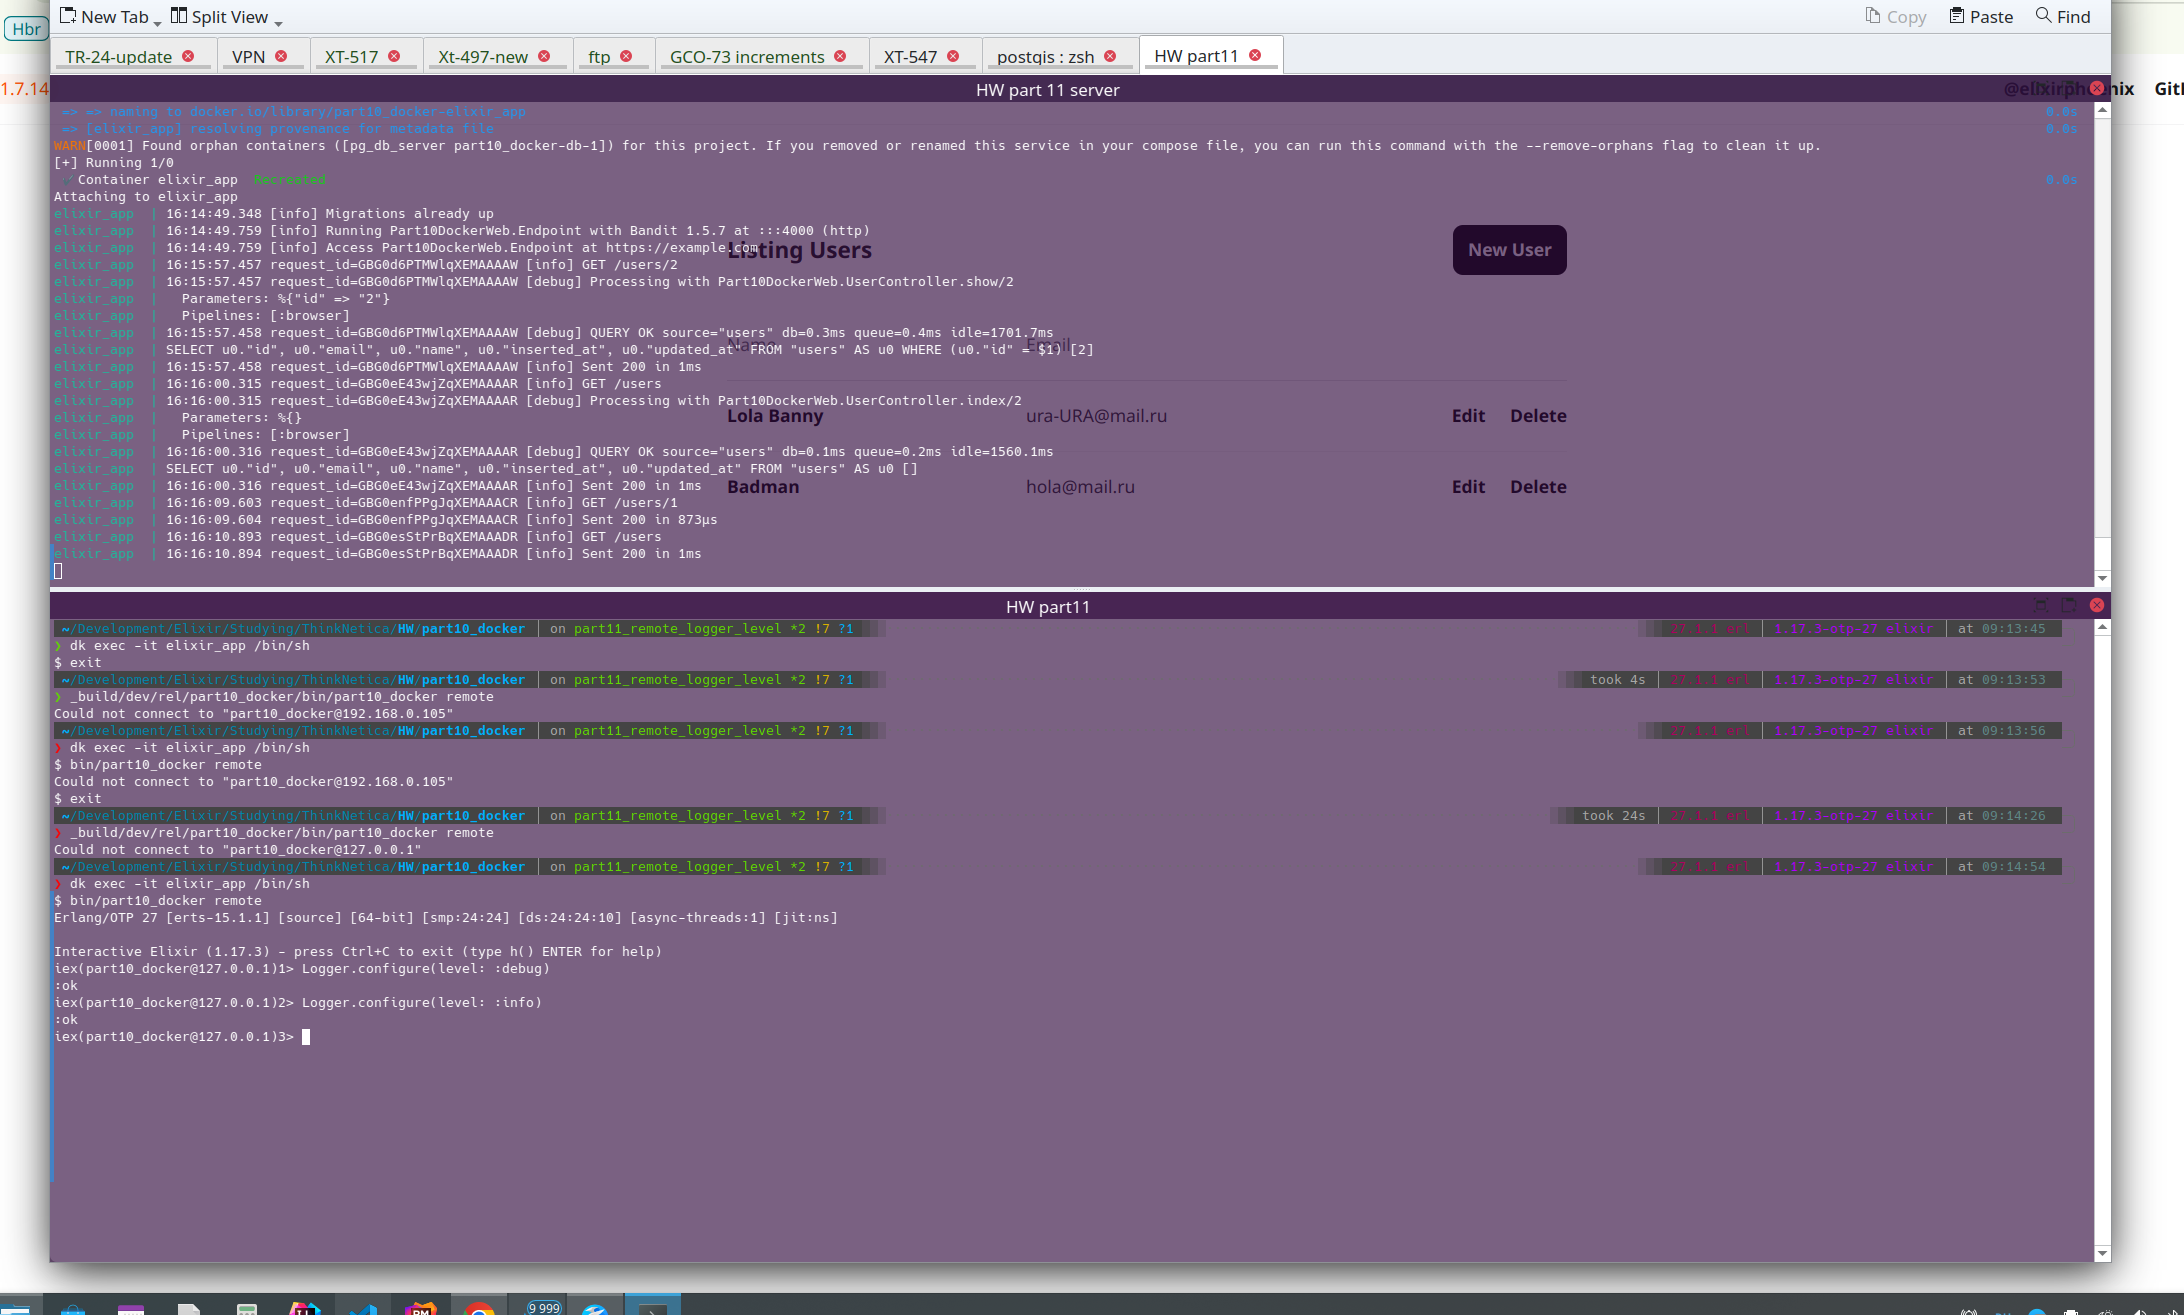 New Tab Split View Copy Paste Find
Hbr
TR-24-update VPN XT-517 Xt-497-new ftp GCO-73 increments XT-547 postgis : zsh HW part11
1.7.14
HW part 11 server
@elixirphoenix
=> => naming to docker.io/library/part10_docker-elixir_app 0.0s
=> [elixir_app] resolving provenance for metadata file 0.0s
WARN[0001] Found orphan containers ([pg_db_server part10_docker-db-1]) for this project. If you removed or renamed this service in your compose file, you can run this command with the --remove-orphans flag to clean it up.
[+] Running 1/0
✔ Container elixir_app Recreated 0.0s
Attaching to elixir_app
elixir_app | 16:14:49.348 [info] Migrations already up
elixir_app | 16:14:49.759 [info] Running Part10DockerWeb.Endpoint with Bandit 1.5.7 at :::4000 (http)
elixir_app | 16:14:49.759 [info] Access Part10DockerWeb.Endpoint at https://example.com
Listing Users New User
elixir_app | 16:15:57.457 request_id=GBG0d6PTMWlqXEMAAAAW [info] GET /users/2
elixir_app | 16:15:57.457 request_id=GBG0d6PTMWlqXEMAAAAW [debug] Processing with Part10DockerWeb.UserController.show/2
elixir_app | Parameters: %{"id" => "2"}
elixir_app | Pipelines: [:browser]
elixir_app | 16:15:57.458 request_id=GBG0d6PTMWlqXEMAAAAW [debug] QUERY OK source="users" db=0.3ms queue=0.4ms idle=1701.7ms
Name Email
elixir_app | SELECT u0."id", u0."email", u0."name", u0."inserted_at", u0."updated_at" FROM "users" AS u0 WHERE (u0."id" = $1) [2]
elixir_app | 16:15:57.458 request_id=GBG0d6PTMWlqXEMAAAAW [info] Sent 200 in 1ms
elixir_app | 16:16:00.315 request_id=GBG0eE43wjZqXEMAAAAR [info] GET /users
elixir_app | 16:16:00.315 request_id=GBG0eE43wjZqXEMAAAAR [debug] Processing with Part10DockerWeb.UserController.index/2
elixir_app | Parameters: %{}
Lola Banny ura-URA@mail.ru Edit Delete
elixir_app | Pipelines: [:browser]
elixir_app | 16:16:00.316 request_id=GBG0eE43wjZqXEMAAAAR [debug] QUERY OK source="users" db=0.1ms queue=0.2ms idle=1560.1ms
elixir_app | SELECT u0."id", u0."email", u0."name", u0."inserted_at", u0."updated_at" FROM "users" AS u0 []
elixir_app | 16:16:00.316 request_id=GBG0eE43wjZqXEMAAAAR [info] Sent 200 in 1ms
Badman hola@mail.ru Edit Delete
elixir_app | 16:16:09.603 request_id=GBG0enfPPgJqXEMAAACR [info] GET /users/1
elixir_app | 16:16:09.604 request_id=GBG0enfPPgJqXEMAAACR [info] Sent 200 in 873µs
elixir_app | 16:16:10.893 request_id=GBG0esStPrBqXEMAAADR [info] GET /users
elixir_app | 16:16:10.894 request_id=GBG0esStPrBqXEMAAADR [info] Sent 200 in 1ms
HW part11
~/Development/Elixir/Studying/ThinkNetica/HW/part10_docker | on part11_remote_logger_level *2 !7 ?1 27.1.1 erl | 1.17.3-otp-27 elixir | at 09:13:45
❯ dk exec -it elixir_app /bin/sh
$ exit
~/Development/Elixir/Studying/ThinkNetica/HW/part10_docker | on part11_remote_logger_level *2 !7 ?1 took 4s | 27.1.1 erl | 1.17.3-otp-27 elixir | at 09:13:53
❯ _build/dev/rel/part10_docker/bin/part10_docker remote
Could not connect to "part10_docker@192.168.0.105"
~/Development/Elixir/Studying/ThinkNetica/HW/part10_docker | on part11_remote_logger_level *2 !7 ?1 27.1.1 erl | 1.17.3-otp-27 elixir | at 09:13:56
❯ dk exec -it elixir_app /bin/sh
$ bin/part10_docker remote
Could not connect to "part10_docker@192.168.0.105"
$ exit
~/Development/Elixir/Studying/ThinkNetica/HW/part10_docker | on part11_remote_logger_level *2 !7 ?1 took 24s | 27.1.1 erl | 1.17.3-otp-27 elixir | at 09:14:26
❯ _build/dev/rel/part10_docker/bin/part10_docker remote
Could not connect to "part10_docker@127.0.0.1"
~/Development/Elixir/Studying/ThinkNetica/HW/part10_docker | on part11_remote_logger_level *2 !7 ?1 27.1.1 erl | 1.17.3-otp-27 elixir | at 09:14:54
❯ dk exec -it elixir_app /bin/sh
$ bin/part10_docker remote
Erlang/OTP 27 [erts-15.1.1] [source] [64-bit] [smp:24:24] [ds:24:24:10] [async-threads:1] [jit:ns]
Interactive Elixir (1.17.3) - press Ctrl+C to exit (type h() ENTER for help)
iex(part10_docker@127.0.0.1)1> Logger.configure(level: :debug)
:ok
iex(part10_docker@127.0.0.1)2> Logger.configure(level: :info)
:ok
iex(part10_docker@127.0.0.1)3>
9 999